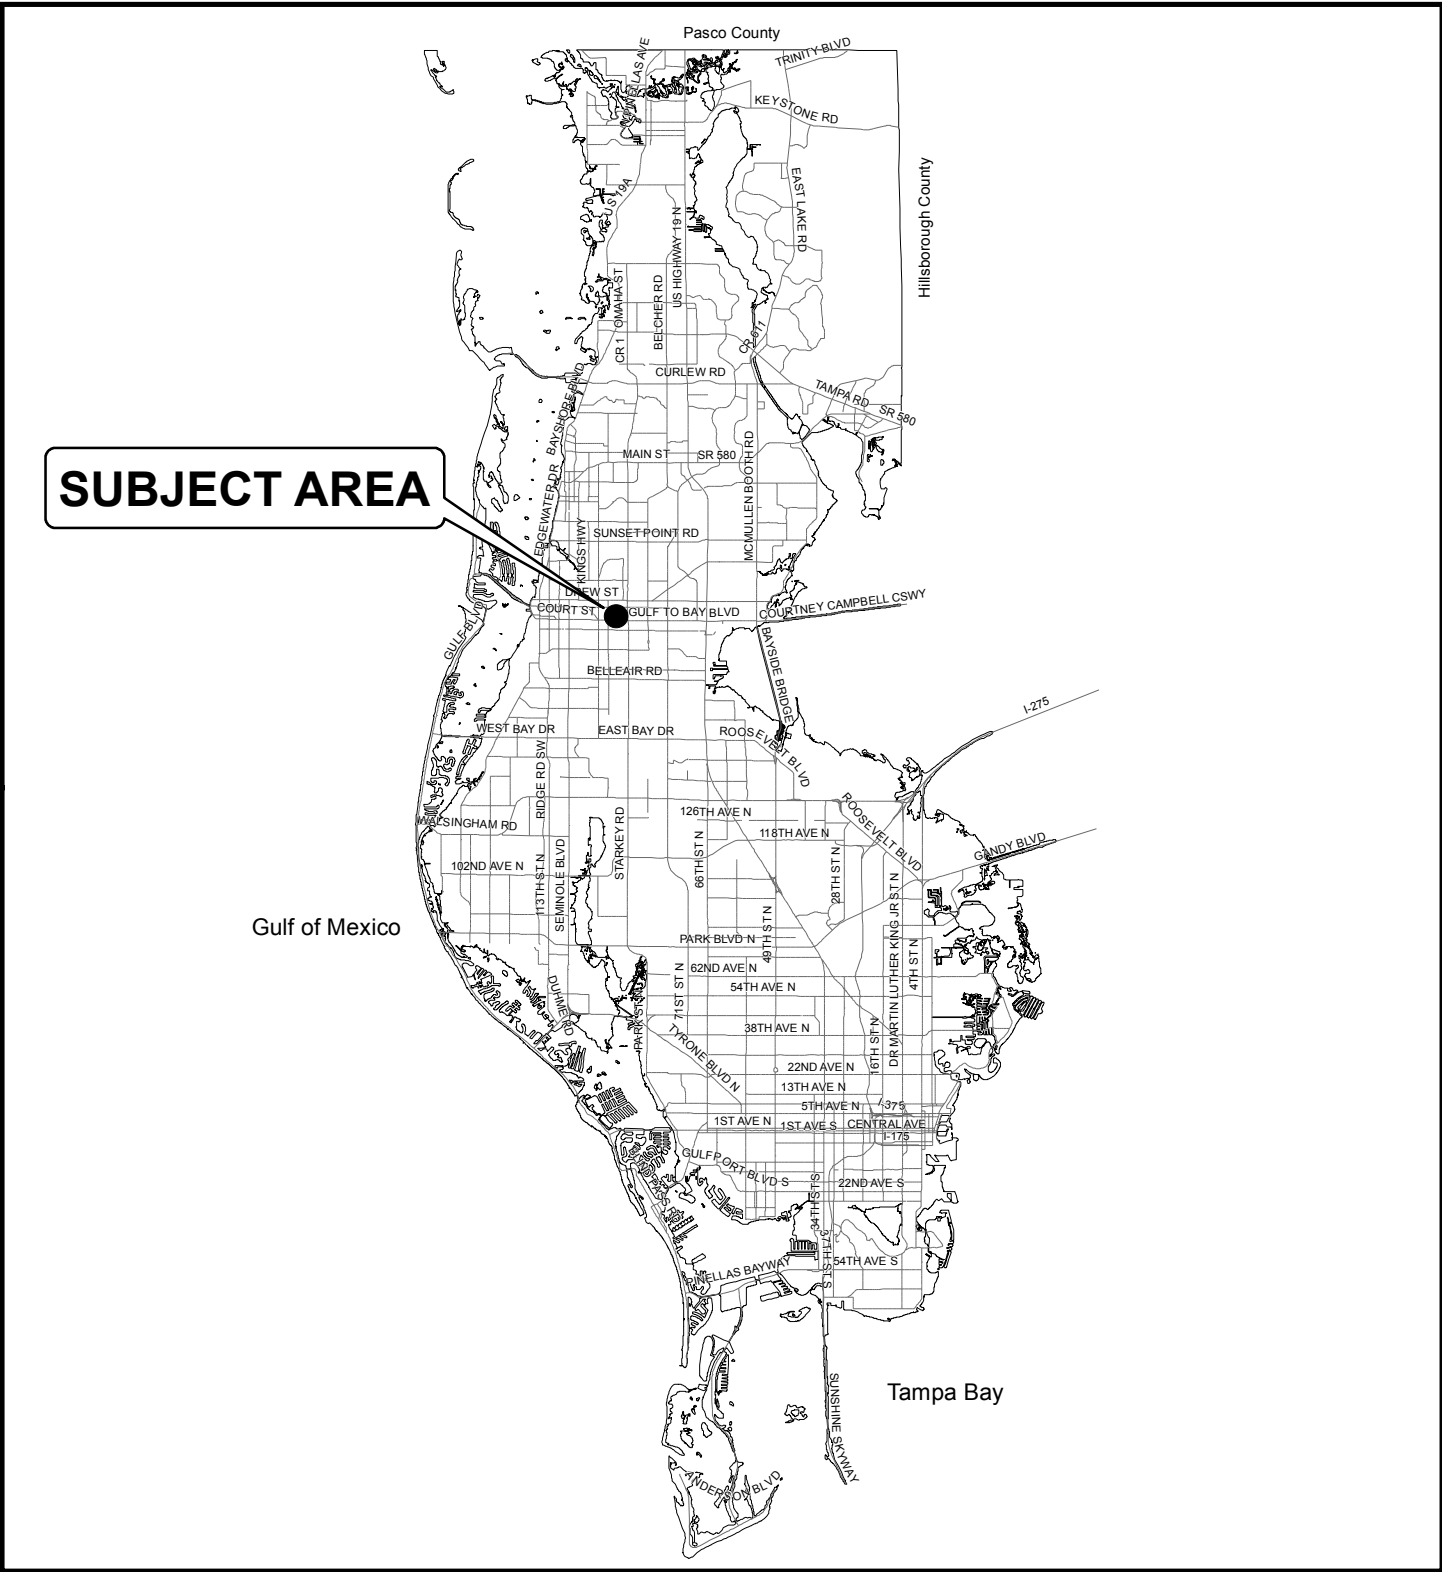 Pasco County
TRINITY BLVD
PINELLAS AVE
KEYSTONE RD
Hillsborough County
EAST LAKE RD
US 19A
US HIGHWAY 19 N
CR 1
OMAHA ST
BELCHER RD
CR 611
CURLEW RD
TAMPA RD
SR 580
BAYSHORE BLVD
MAIN ST
SR 580
MCMULLEN BOOTH RD
SUBJECT AREA
EDGEWATER DR
KINGS HWY
SUNSET POINT RD
DREW ST
COURT ST
GULF TO BAY BLVD
COURTNEY CAMPBELL CSWY
GULF BLVD
BAYSIDE BRIDGE
BELLEAIR RD
I-275
WEST BAY DR
EAST BAY DR
ROOSEVELT BLVD
RIDGE RD SW
WALSINGHAM RD
STARKEY RD
126TH AVE N
118TH AVE N
ROOSEVELT BLVD
GANDY BLVD
102ND AVE N
113TH ST N
SEMINOLE BLVD
66TH ST N
28TH ST N
DR MARTIN LUTHER KING JR ST N
Gulf of Mexico
49TH ST N
PARK BLVD N
4TH ST N
62ND AVE N
71ST ST N
54TH AVE N
DUHME RD
PARK ST N
38TH AVE N
16TH ST N
TYRONE BLVD N
22ND AVE N
13TH AVE N
5TH AVE N
I-375
1ST AVE N
1ST AVE S
CENTRAL AVE
I-175
GULFPORT BLVD S
22ND AVE S
34TH ST S
37TH ST S
54TH AVE S
PINELLAS BAYWAY
Tampa Bay
SUNSHINE SKYWAY
ANDERSON BLVD